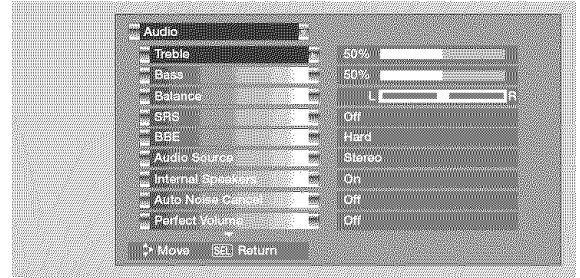 Audio
Treble 50%
Bass 50%
Balance L R
SRS Off
BBE Hard
Audio Source Stereo
Internal Speakers On
Auto Noise Cancel Off
Perfect Volume Off
Move SEL Return